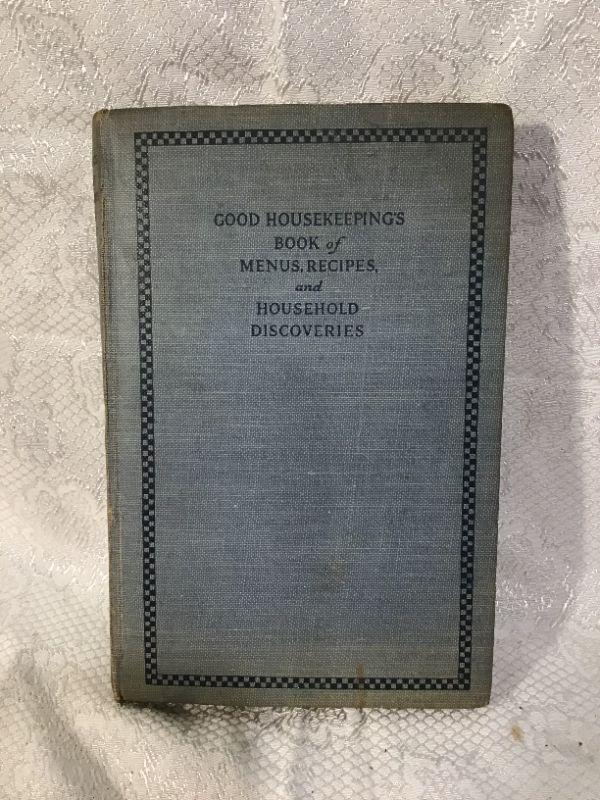 GOOD HOUSEKEEPING'S
BOOK of
MENUS, RECIPES,
and
HOUSEHOLD
DISCOVERIES